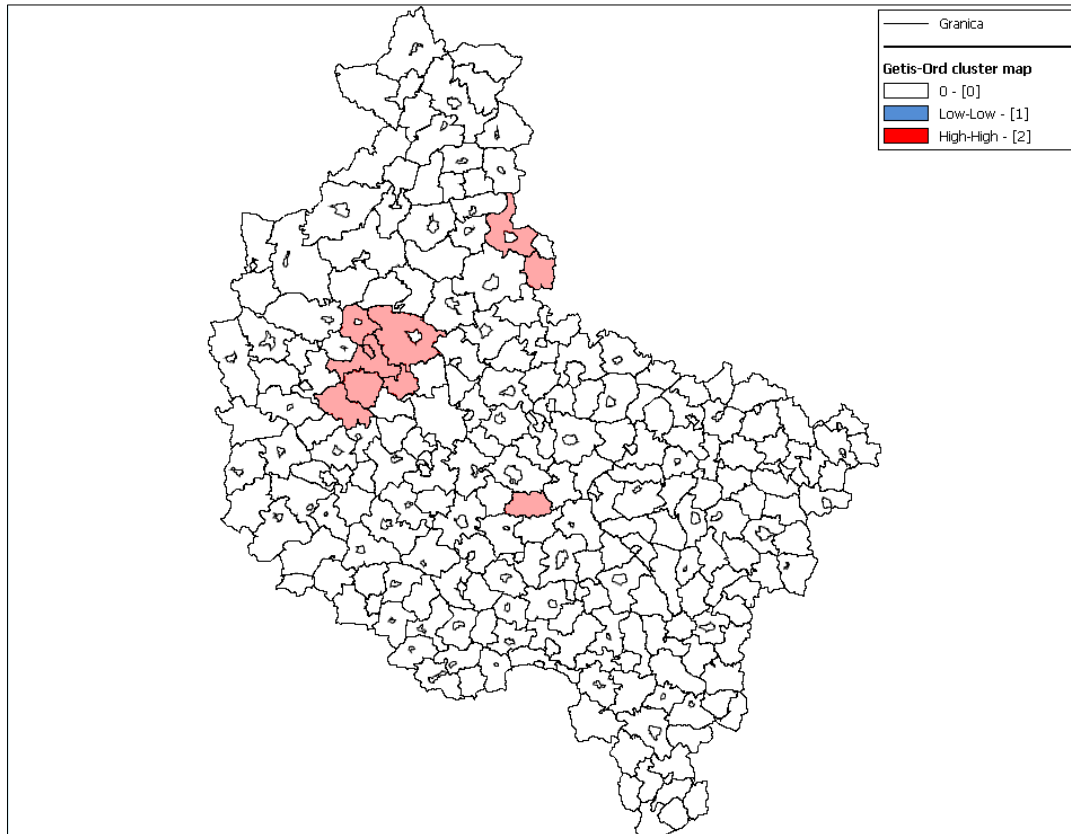 Granica
Getis-Ord cluster map
0 - [0]
Low-Low - [1]
High-High - [2]